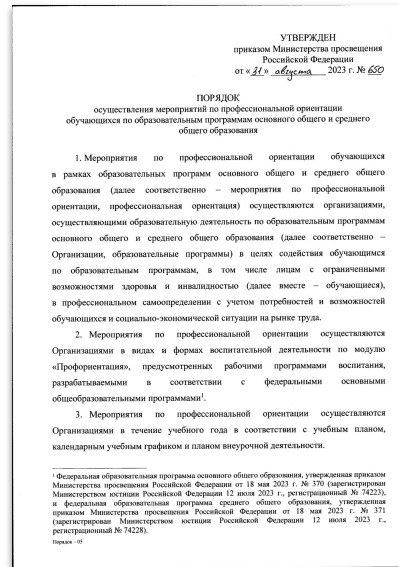 УТВЕРЖДЕН
приказом Министерства просвещения
Российской Федерации
от « 31 » августа 2023 г. № 650
ПОРЯДОК
осуществления мероприятий по профессиональной ориентации
обучающихся по образовательным программам основного общего и среднего
общего образования
1. Мероприятия по профессиональной ориентации обучающихся
в рамках образовательных программ основного общего и среднего общего
образования (далее соответственно – мероприятия по профессиональной
ориентации, профессиональная ориентация) осуществляются организациями,
осуществляющими образовательную деятельность по образовательным программам
основного общего и среднего общего образования (далее соответственно –
Организации, образовательные программы) в целях содействия обучающимся
по образовательным программам, в том числе лицам с ограниченными
возможностями здоровья и инвалидностью (далее вместе – обучающиеся),
в профессиональном самоопределении с учетом потребностей и возможностей
обучающихся и социально-экономической ситуации на рынке труда.
2. Мероприятия по профессиональной ориентации осуществляются
Организациями в видах и формах воспитательной деятельности по модулю
«Профориентация», предусмотренных рабочими программами воспитания,
разрабатываемыми в соответствии с федеральными основными
общеобразовательными программами¹.
3. Мероприятия по профессиональной ориентации осуществляются
Организациями в течение учебного года в соответствии с учебным планом,
календарным учебным графиком и планом внеурочной деятельности.
¹ Федеральная образовательная программа основного общего образования, утвержденная приказом
Министерства просвещения Российской Федерации от 18 мая 2023 г. № 370 (зарегистрирован
Министерством юстиции Российской Федерации 12 июля 2023 г., регистрационный № 74223),
и федеральная образовательная программа среднего общего образования, утвержденная
приказом Министерства просвещения Российской Федерации от 18 мая 2023 г. № 371
(зарегистрирован Министерством юстиции Российской Федерации 12 июля 2023 г.,
регистрационный № 74228).
Порядок – 03